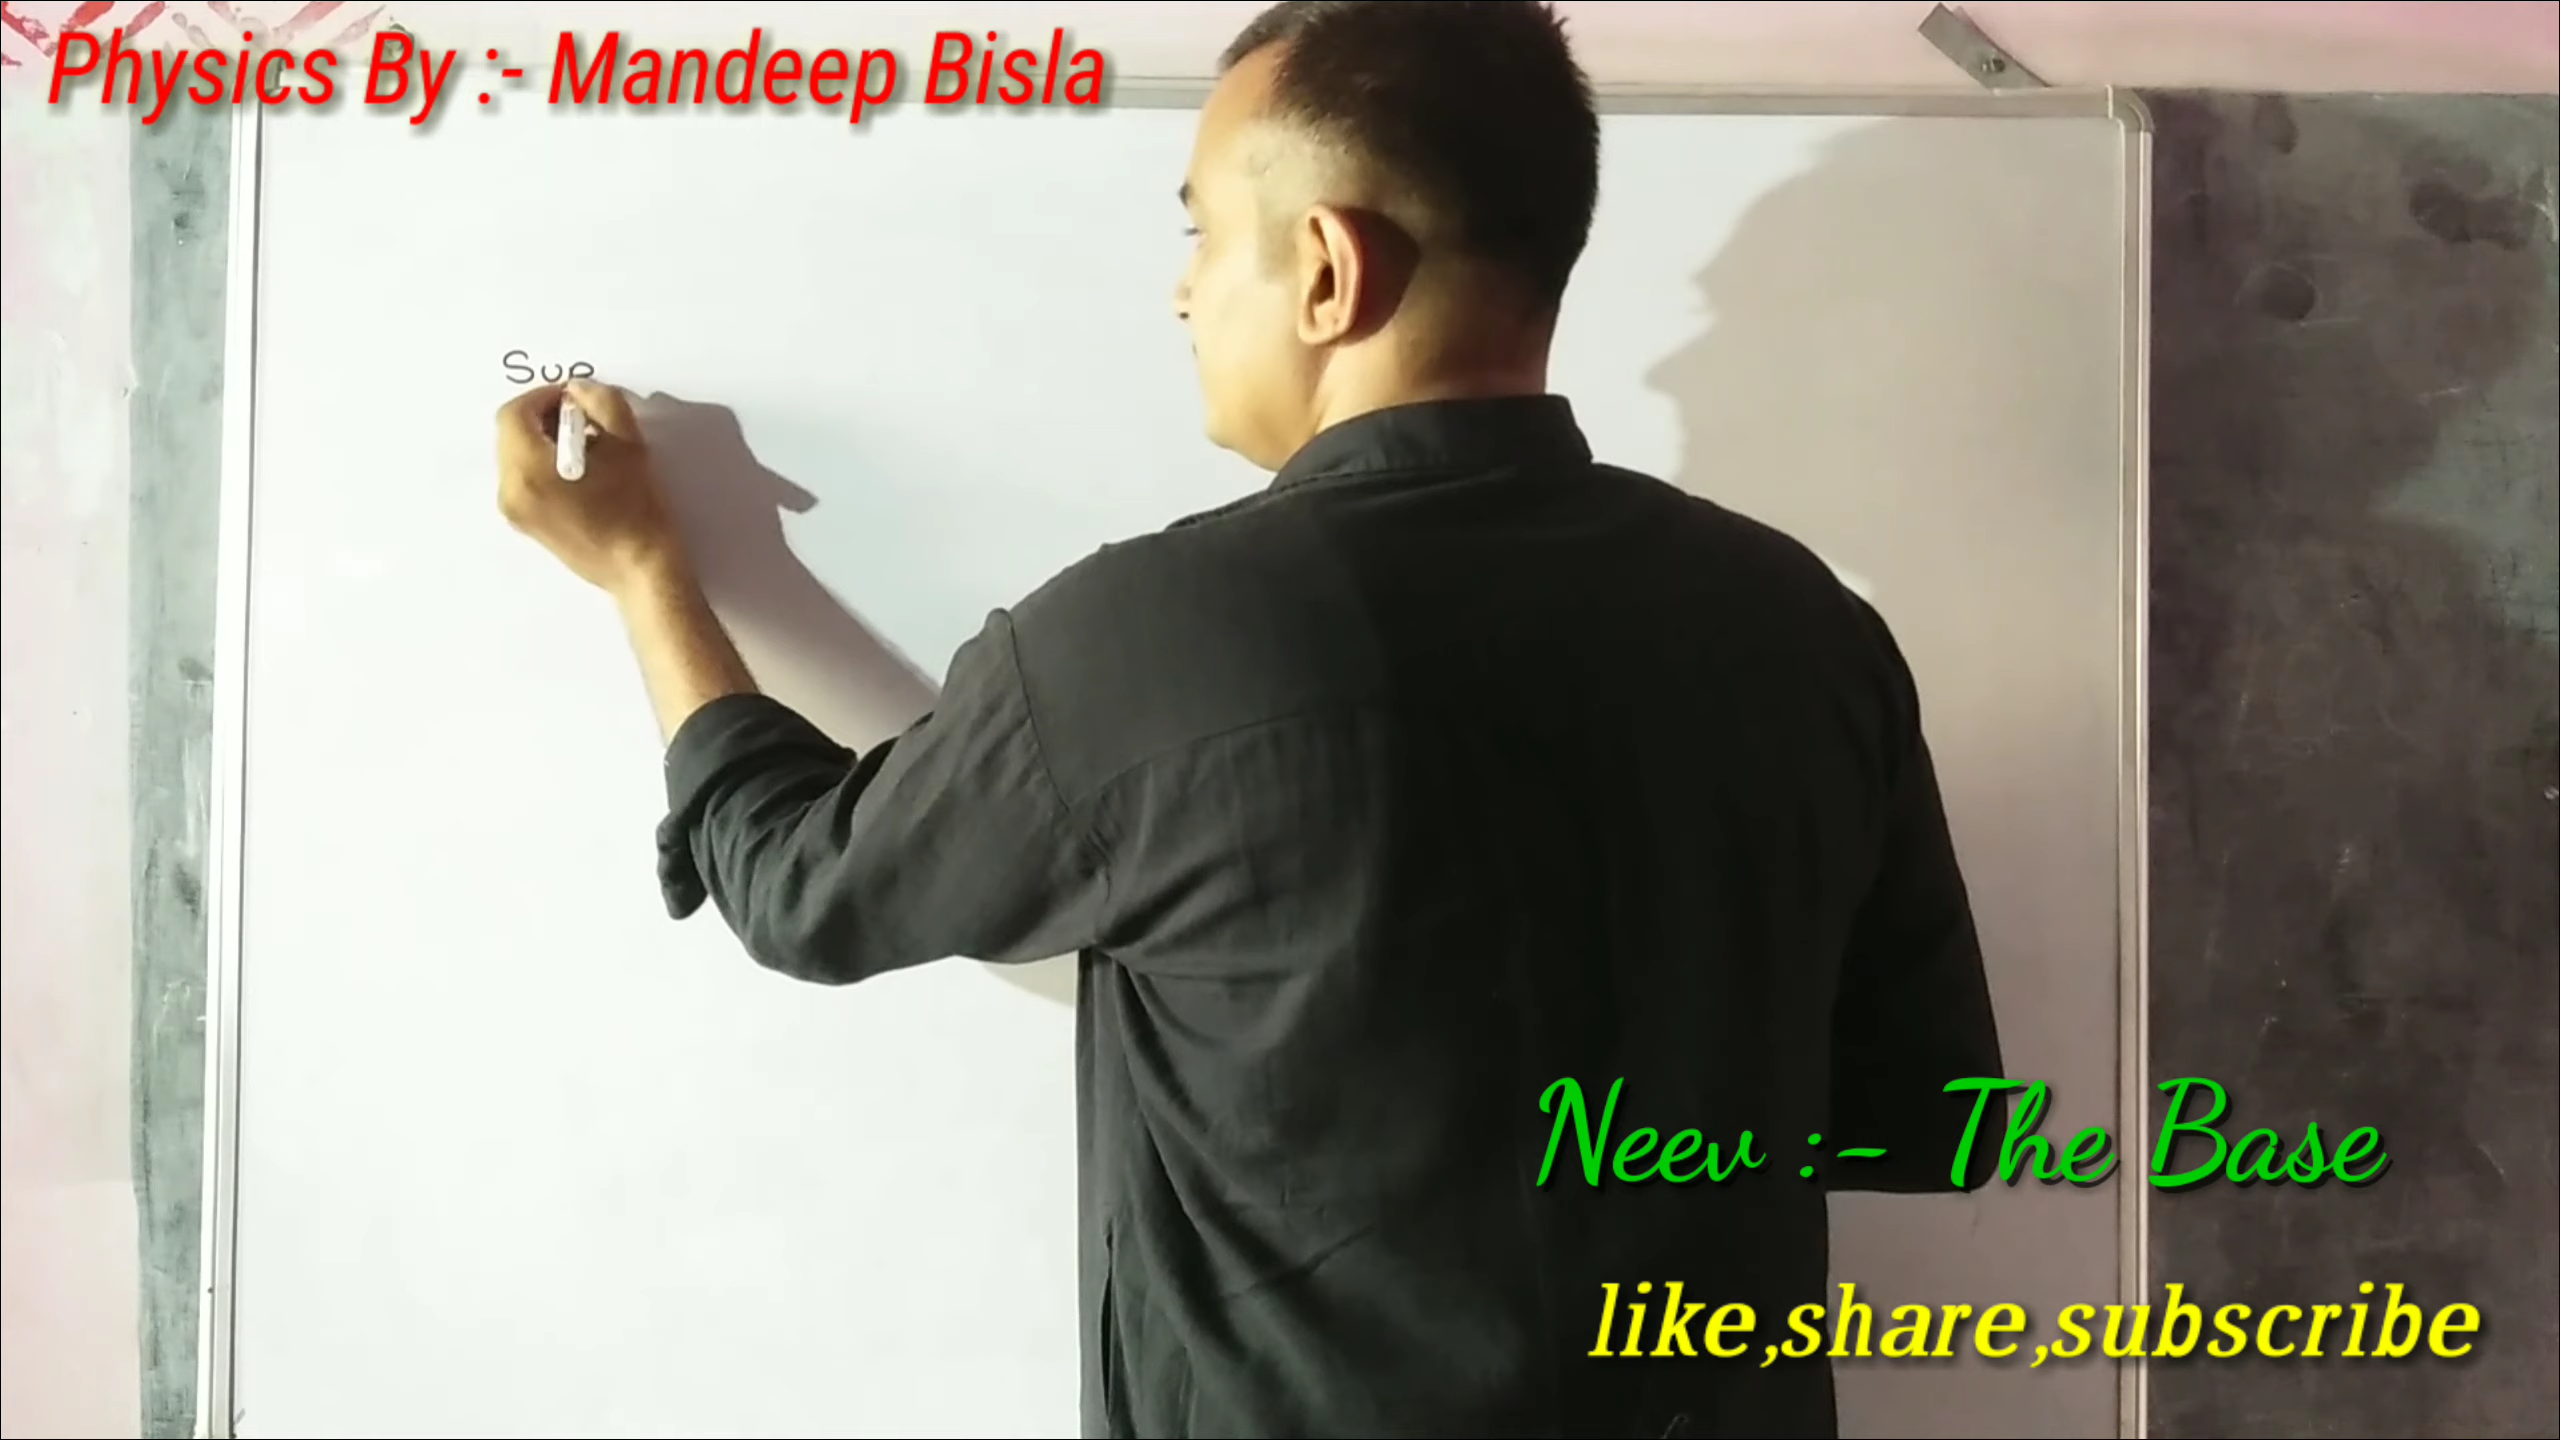 Physics By :- Mandeep Bisla
Sup
Neev :- The Base
like,share,subscribe